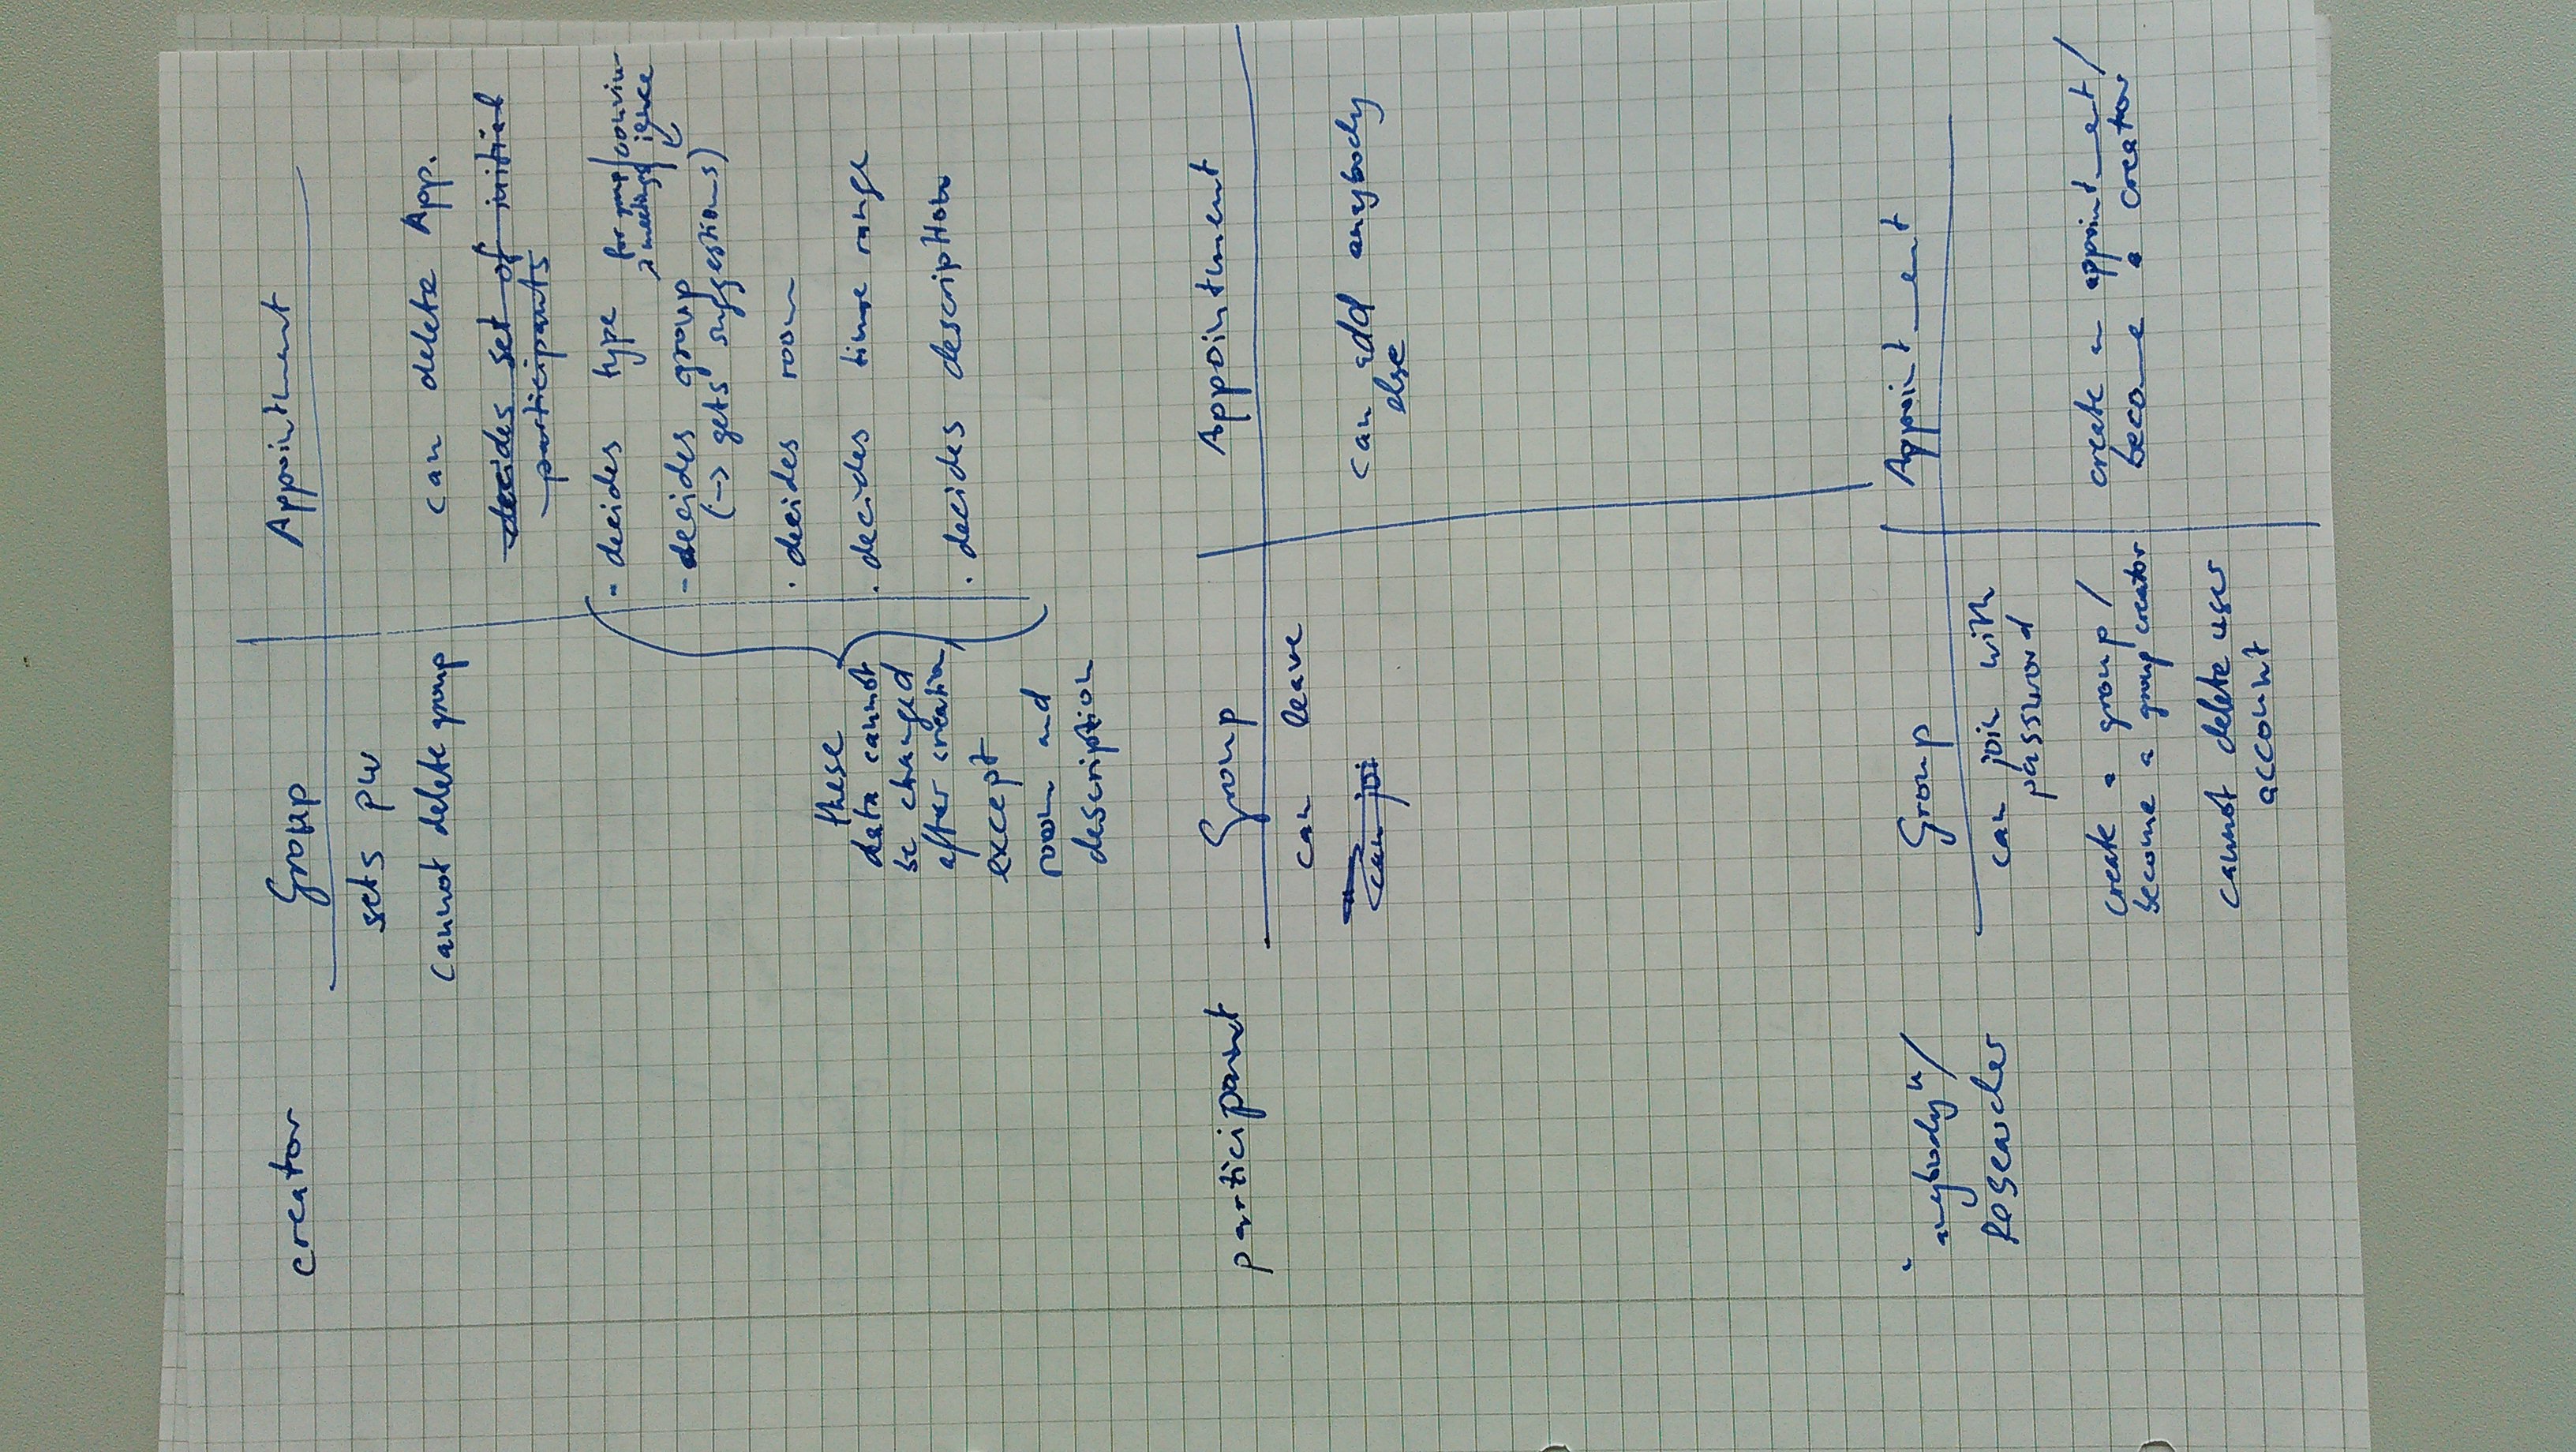 creator Group Appointment
sets pw
cannot delete group can delete App.
decides set of initial
participants
- decides type for group / convin-
meetings ience
- decides group
(-> gets suggestions)
· decides room
these
data cannot · decides time range
be changed
after creation, · decides description
except
room and
description
participant Group Appointment
can leave
can joi can add anybody
else
"anybody"/ Group Appointment
Researcher can join with
password
create a group / create an appointment /
become a group creator become a creator
cannot delete user
account